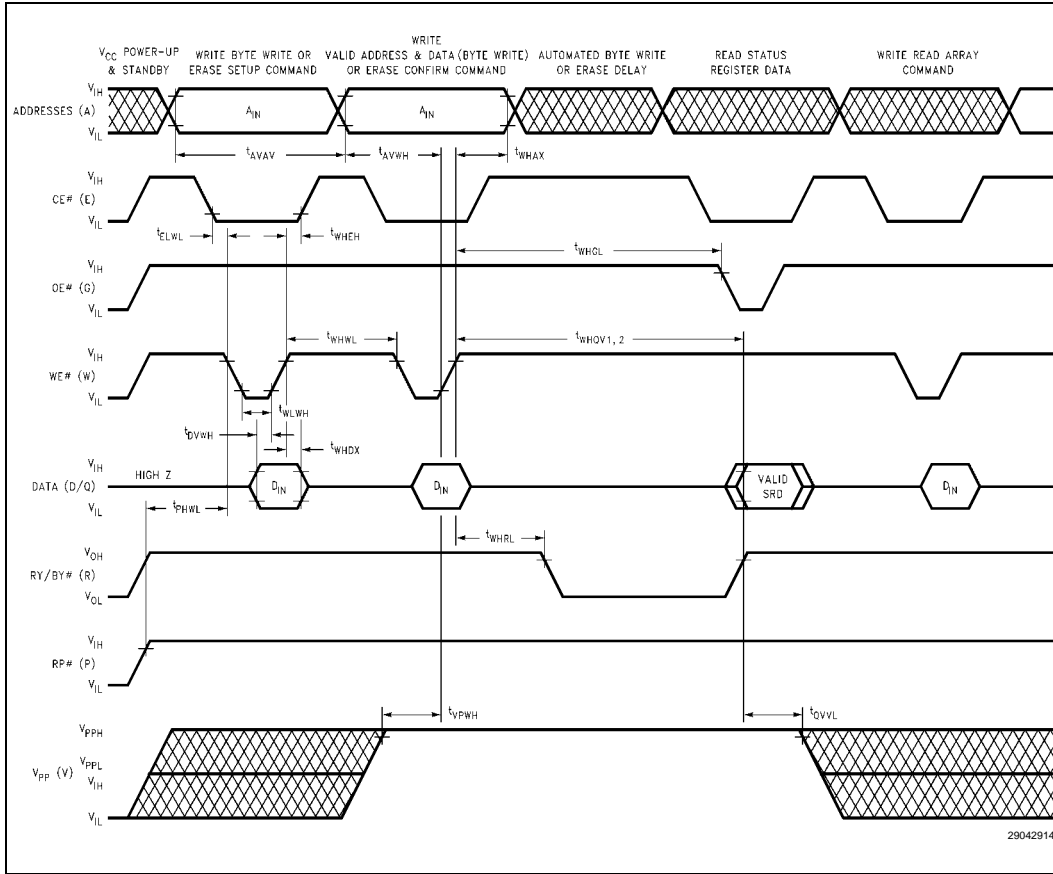 WRITE
VCC POWER-UP WRITE BYTE WRITE OR VALID ADDRESS & DATA (BYTE WRITE) AUTOMATED BYTE WRITE READ STATUS WRITE READ ARRAY
& STANDBY ERASE SETUP COMMAND OR ERASE CONFIRM COMMAND OR ERASE DELAY REGISTER DATA COMMAND
VIH
ADDRESSES (A) AIN AIN
VIL
tAVAV tAVWH tWHAX
VIH
CE# (E)
VIL
tELWL tWHEH
tWHGL
VIH
OE# (G)
VIL
tWHWL tWHQV1,2
VIH
WE# (W)
VIL
tWLWH
tDVWH
tWHDX
VIH
HIGH Z
DATA (D/Q) DIN DIN VALID SRD DIN
VIL
tPHWL
tWHRL
VOH
RY/BY# (R)
VOL
VIH
RP# (P)
VIL
tVPWH tQVVL
VPPH
VPPL
VPP (V)
VIH
VIL
29042914